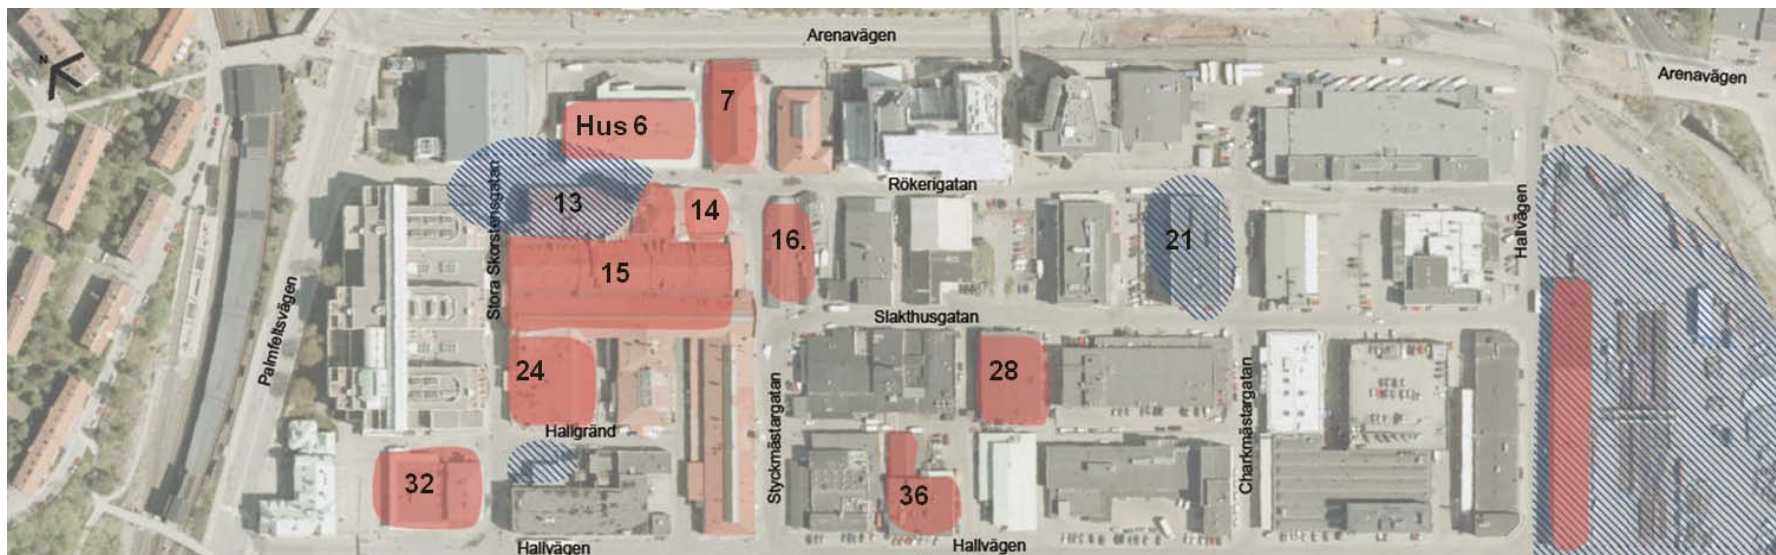 Arenavägen
N
Arenavägen
7
Hus 6
Rökerigatan
13
14
Stora Skorstensgatan
16.
21
Hallvägen
15
Palmfeltsvägen
Slakthusgatan
24
28
Styckmästargatan
Charkmästargatan
Hallgränd
32
36
Hallvägen
Hallvägen